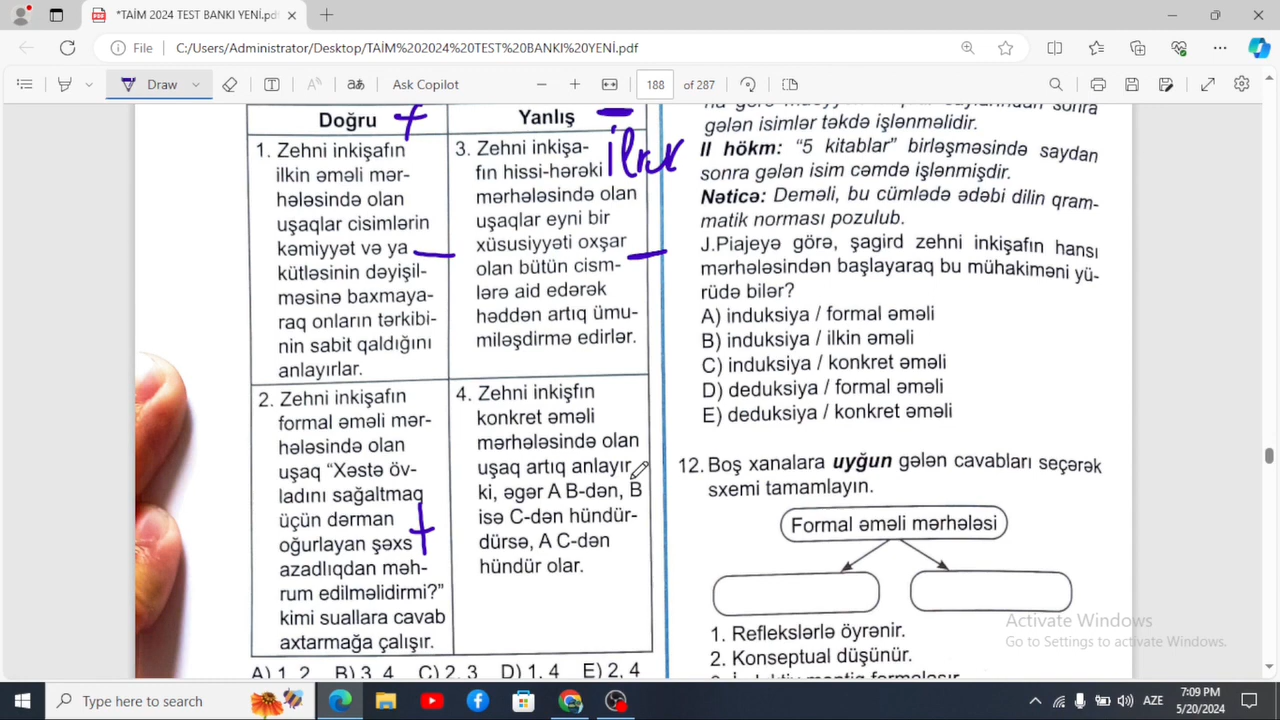 *TAİM 2024 TEST BANKI YENİ.pdf
File
C:/Users/Administrator/Desktop/TAİM%202024%20TEST%20BANKI%20YENİ.pdf
Draw
Ask Copilot
188 of 287
Doğru +
1. Zehni inkişafın
ilkin əməli mər-
hələsində olan
uşaqlar cisimlərin
kəmiyyət və ya
kütləsinin dəyişil-
məsinə baxmaya-
raq onların tərkibi-
nin sabit qaldığını
anlayırlar.
2. Zehni inkişafın
formal əməli mər-
hələsində olan
uşaq “Xəstə öv-
ladını sağaltmaq
üçün dərman
oğurlayan şəxs
azadlıqdan məh-
rum edilməlidirmi?”
kimi suallara cavab
axtarmağa çalışır.
Yanlış
3. Zehni inkişa-
fın hissi-hərəki
mərhələsində olan
uşaqlar eyni bir
xüsusiyyəti oxşar
olan bütün cism-
lərə aid edərək
həddən artıq ümu-
miləşdirmə edirlər.
4. Zehni inkişfın
konkret əməli
mərhələsində olan
uşaq artıq anlayır
ki, əgər A B-dən, B
isə C-dən hündür-
dürsə, A C-dən
hündür olar.
A) 1, 2 B) 3, 4 C) 2, 3 D) 1, 4 E) 2, 4
gələn isimlər təkdə işlənməlidir.
II hökm: “5 kitablar” birləşməsində saydan
sonra gələn isim cəmdə işlənmişdir.
Nəticə: Deməli, bu cümlədə ədəbi dilin qram-
matik norması pozulub.
J.Piajeyə görə, şagird zehni inkişafın hansı
mərhələsindən başlayaraq bu mühakiməni yü-
rüdə bilər?
A) induksiya / formal əməli
B) induksiya / ilkin əməli
C) induksiya / konkret əməli
D) deduksiya / formal əməli
E) deduksiya / konkret əməli
12. Boş xanalara uyğun gələn cavabları seçərək
sxemi tamamlayın.
Formal əməli mərhələsi
1. Reflekslərlə öyrənir.
2. Konseptual düşünür.
Activate Windows
Go to Settings to activate Windows.
Type here to search
AZE
7:09 PM
5/20/2024